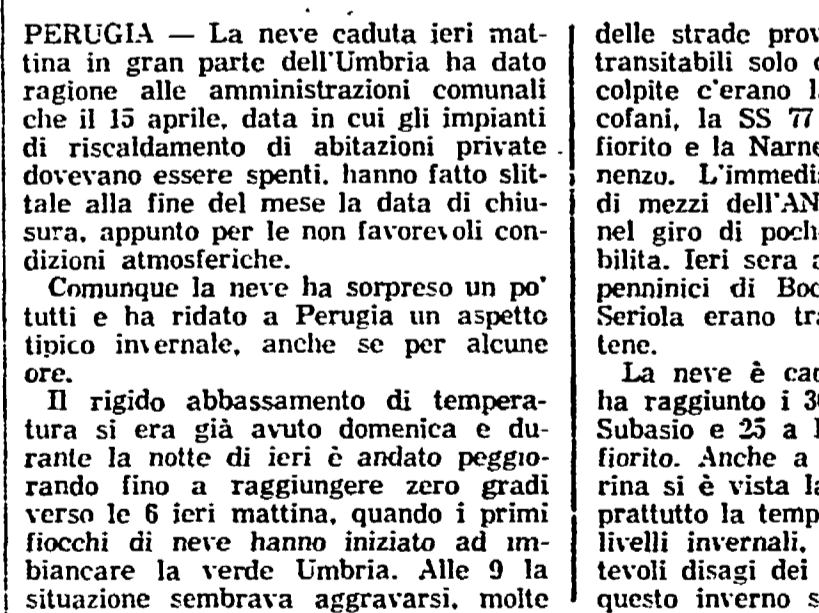 PERUGIA — La neve caduta ieri mat-
tina in gran parte dell'Umbria ha dato
ragione alle amministrazioni comunali
che il 15 aprile, data in cui gli impianti
di riscaldamento di abitazioni private
dovevano essere spenti, hanno fatto slit-
tale alla fine del mese la data di chiu-
sura, appunto per le non favorevoli con-
dizioni atmosferiche.
Comunque la neve ha sorpreso un po'
tutti e ha ridato a Perugia un aspetto
tipico invernale, anche se per alcune
ore.
Il rigido abbassamento di tempera-
tura si era già avuto domenica e du-
rante la notte di ieri è andato peggio-
rando fino a raggiungere zero gradi
verso le 6 ieri mattina, quando i primi
fiocchi di neve hanno iniziato ad im-
biancare la verde Umbria. Alle 9 la
situazione sembrava aggravarsi, molte
delle strade prov
transitabili solo
colpite c'erano
cofani, la SS 77
fiorito e la Narne
nenzo. L'immedi
di mezzi dell'AN
nel giro di poch
bilita. Ieri sera a
penninici di Boc
Seriola erano tra
tene.
La neve è cad
ha raggiunto i
Subasio e 25 a
fiorito. Anche a
rina si è vista la
prattutto la temp
livelli invernali,
tevoli disagi dei
questo inverno s